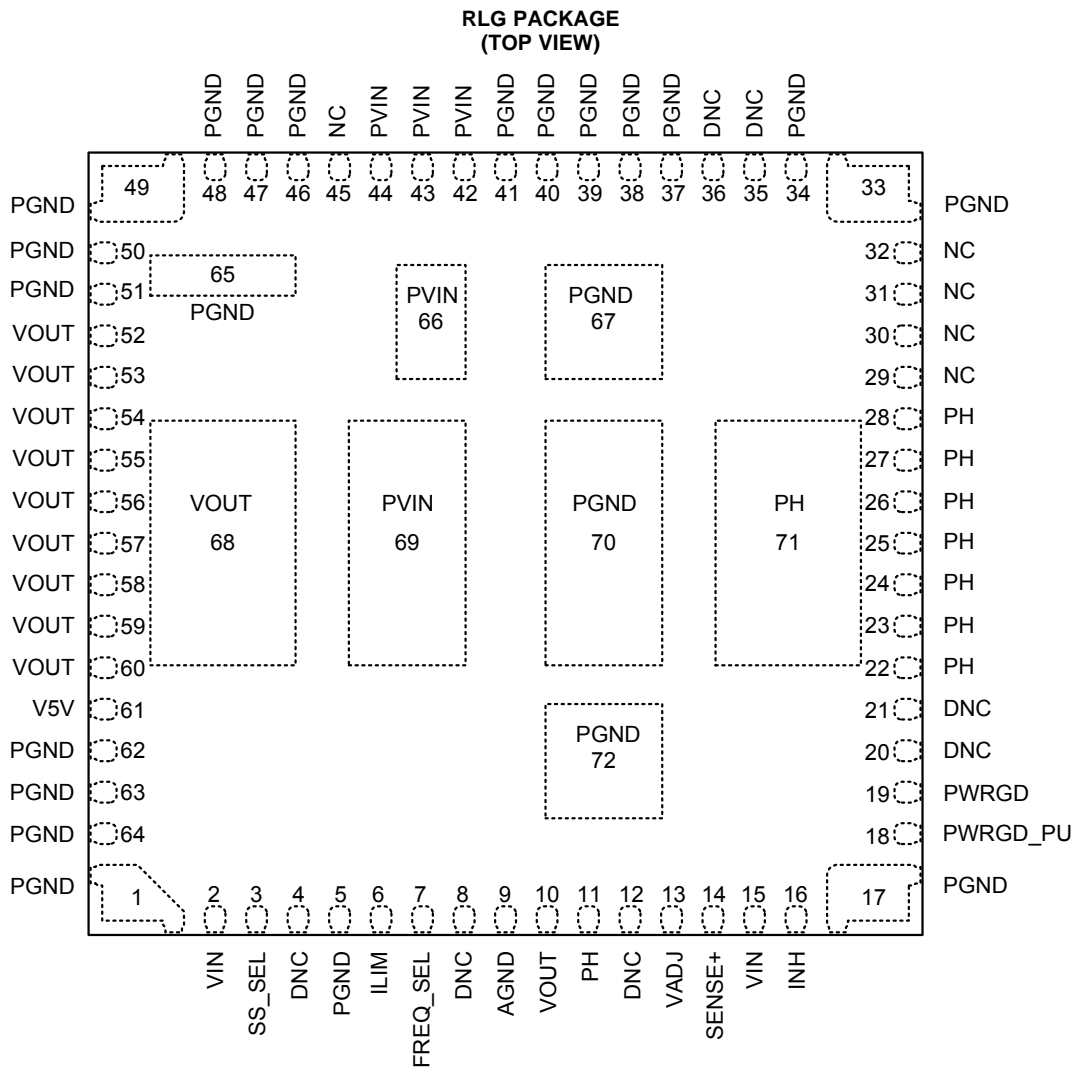 RLG PACKAGE
(TOP VIEW)
PGND PGND PGND NC PVIN PVIN PVIN PGND PGND PGND PGND PGND DNC DNC PGND
49 48 47 46 45 44 43 42 41 40 39 38 37 36 35 34 33
PGND PGND
PGND 50 32 NC
65
PGND 51 31 NC
PGND
PVIN
66
PGND
67
VOUT 52 30 NC
VOUT 53 29 NC
VOUT 54 28 PH
VOUT 55 27 PH
VOUT 56 VOUT PVIN PGND PH 26 PH
VOUT 57 68 69 70 71 25 PH
VOUT 58 24 PH
VOUT 59 23 PH
VOUT 60 22 PH
V5V 61 21 DNC
PGND
72
PGND 62 20 DNC
PGND 63 19 PWRGD
PGND 64 18 PWRGD_PU
PGND PGND
1 2 3 4 5 6 7 8 9 10 11 12 13 14 15 16 17
VIN SS_SEL DNC PGND ILIM FREQ_SEL DNC AGND VOUT PH DNC VADJ SENSE+ VIN INH